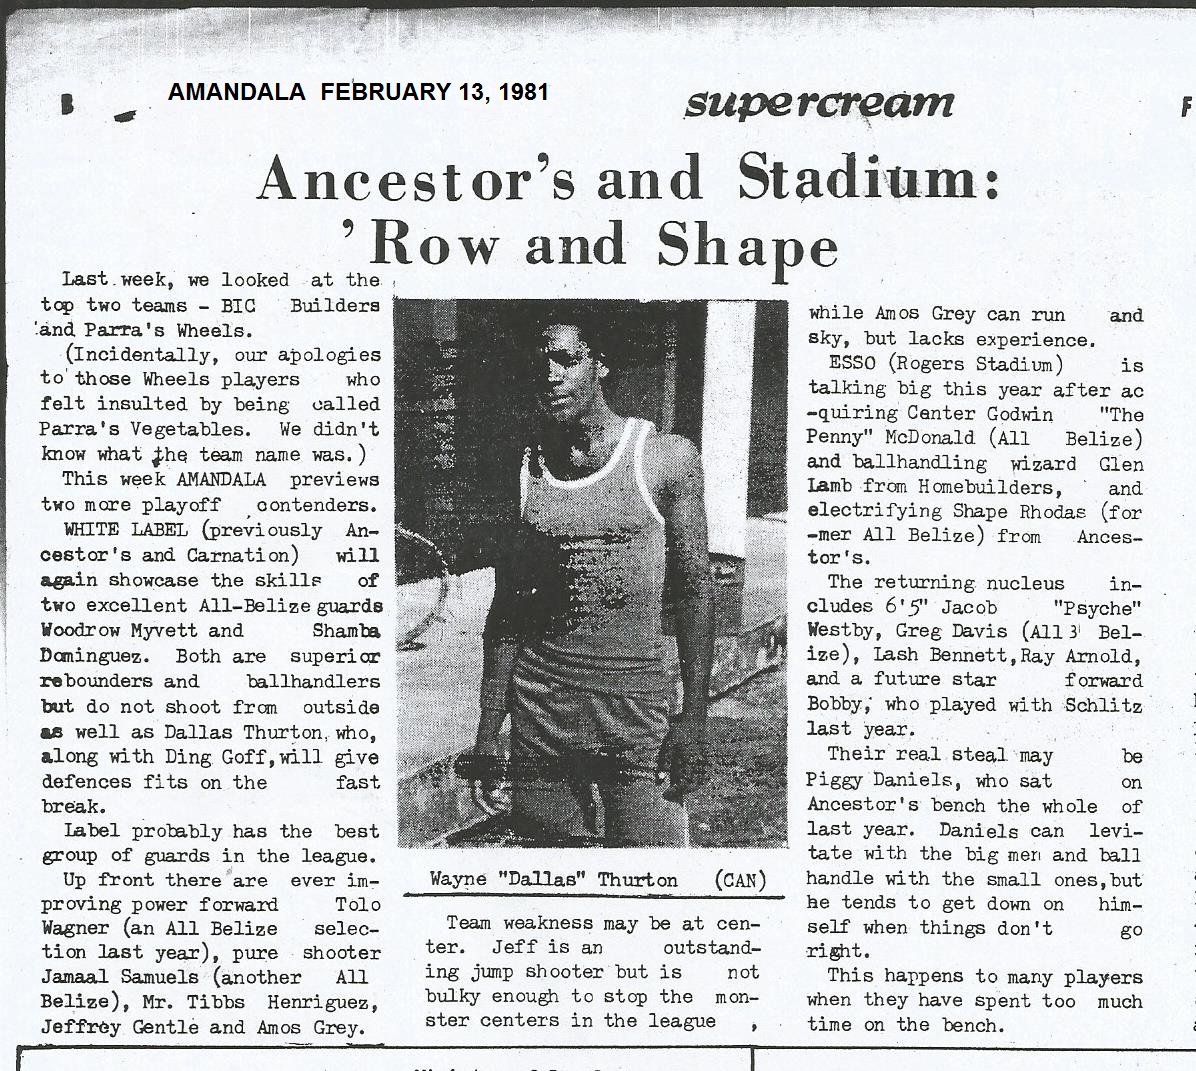 AMANDALA FEBRUARY 13, 1981
supercream
Ancestor's and Stadium:
'Row and Shape
Last week, we looked at the
top two teams - BIC Builders
and Parra's Wheels.
(Incidentally, our apologies
to those Wheels players who
felt insulted by being called
Parra's Vegetables. We didn't
know what the team name was.)
This week AMANDALA previews
two more playoff contenders.
WHITE LABEL (previously An-
cestor's and Carnation) will
again showcase the skills of
two excellent All-Belize guards
Woodrow Myvett and Shamba
Dominguez. Both are superior
rebounders and ballhandlers
but do not shoot from outside
as well as Dallas Thurton, who,
along with Ding Goff, will give
defences fits on the fast
break.
Label probably has the best
group of guards in the league.
Up front there are ever im-
proving power forward Tolo
Wagner (an All Belize selec-
tion last year), pure shooter
Jamaal Samuels (another All
Belize), Mr. Tibbs Henriguez,
Jeffrey Gentle and Amos Grey.
Wayne "Dallas" Thurton (CAN)
Team weakness may be at cen-
ter. Jeff is an outstand-
ing jump shooter but is not
bulky enough to stop the mon-
ster centers in the league ,
while Amos Grey can run and
sky, but lacks experience.
ESSO (Rogers Stadium) is
talking big this year after ac
-quiring Center Godwin "The
Penny" McDonald (All Belize)
and ballhandling wizard Glen
Lamb from Homebuilders, and
electrifying Shape Rhodas (for
-mer All Belize) from Ances-
tor's.
The returning nucleus in-
cludes 6'5" Jacob "Psyche"
Westby, Greg Davis (All Bel-
ize), Lash Bennett, Ray Arnold,
and a future star forward
Bobby, who played with Schlitz
last year.
Their real steal may be
Piggy Daniels, who sat on
Ancestor's bench the whole of
last year. Daniels can levi-
tate with the big men and ball
handle with the small ones, but
he tends to get down on him-
self when things don't go
right.
This happens to many players
when they have spent too much
time on the bench.